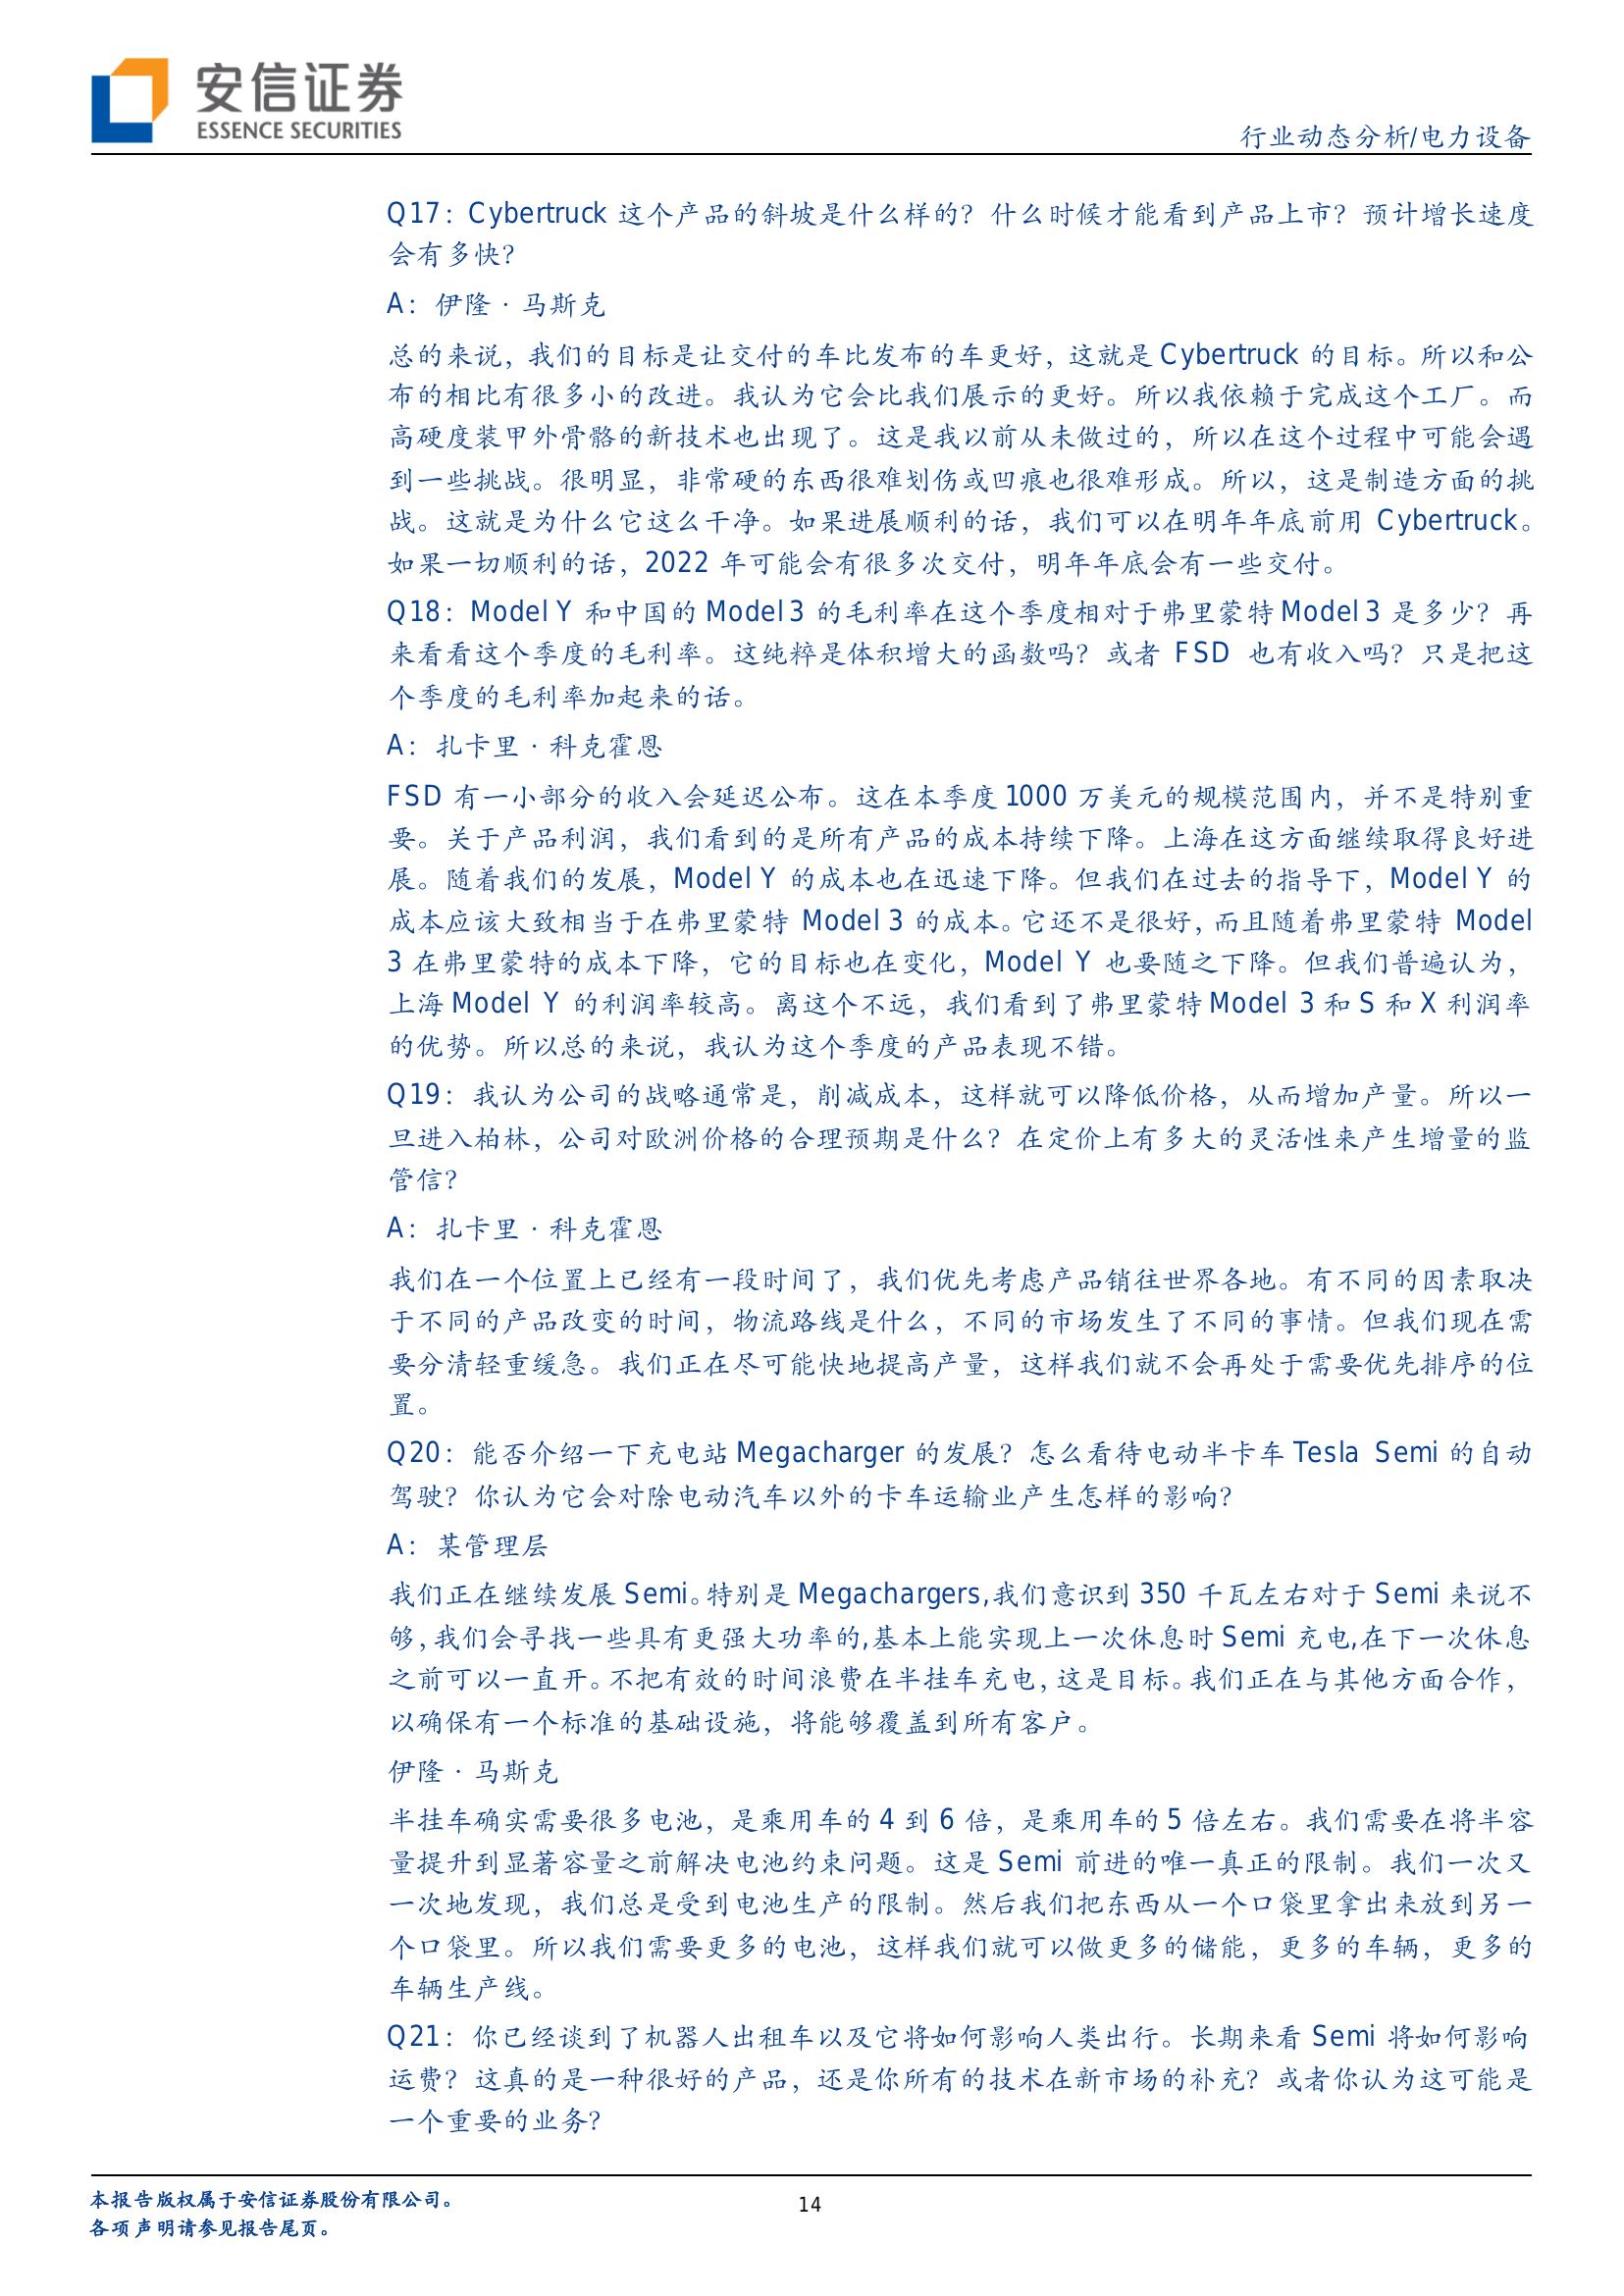 安信证券
ESSENCE SECURITIES
行业动态分析/电力设备
Q17：Cybertruck 这个产品的斜坡是什么样的？什么时候才能看到产品上市？预计增长速度
会有多快？
A：伊隆·马斯克
总的来说，我们的目标是让交付的车比发布的车更好，这就是 Cybertruck 的目标。所以和公
布的相比有很多小的改进。我认为它会比我们展示的更好。所以我依赖于完成这个工厂。而
高硬度装甲外骨骼的新技术也出现了。这是我以前从未做过的，所以在这个过程中可能会遇
到一些挑战。很明显，非常硬的东西很难划伤或凹痕也很难形成。所以，这是制造方面的挑
战。这就是为什么它这么干净。如果进展顺利的话，我们可以在明年年底前用 Cybertruck。
如果一切顺利的话，2022 年可能会有很多次交付，明年年底会有一些交付。
Q18：Model Y 和中国的 Model 3 的毛利率在这个季度相对于弗里蒙特 Model 3 是多少？再
来看看这个季度的毛利率。这纯粹是体积增大的函数吗？或者 FSD 也有收入吗？只是把这
个季度的毛利率加起来的话。
A：扎卡里·科克霍恩
FSD 有一小部分的收入会延迟公布。这在本季度 1000 万美元的规模范围内，并不是特别重
要。关于产品利润，我们看到的是所有产品的成本持续下降。上海在这方面继续取得良好进
展。随着我们的发展，Model Y 的成本也在迅速下降。但我们在过去的指导下，Model Y 的
成本应该大致相当于在弗里蒙特 Model 3 的成本。它还不是很好，而且随着弗里蒙特 Model
3 在弗里蒙特的成本下降，它的目标也在变化，Model Y 也要随之下降。但我们普遍认为，
上海 Model Y 的利润率较高。离这个不远，我们看到了弗里蒙特 Model 3 和 S 和 X 利润率
的优势。所以总的来说，我认为这个季度的产品表现不错。
Q19：我认为公司的战略通常是，削减成本，这样就可以降低价格，从而增加产量。所以一
旦进入柏林，公司对欧洲价格的合理预期是什么？在定价上有多大的灵活性来产生增量的监
管信？
A：扎卡里·科克霍恩
我们在一个位置上已经有一段时间了，我们优先考虑产品销往世界各地。有不同的因素取决
于不同的产品改变的时间，物流路线是什么，不同的市场发生了不同的事情。但我们现在需
要分清轻重缓急。我们正在尽可能快地提高产量，这样我们就不会再处于需要优先排序的位
置。
Q20：能否介绍一下充电站 Megacharger 的发展？怎么看待电动半卡车 Tesla Semi 的自动
驾驶？你认为它会对除电动汽车以外的卡车运输业产生怎样的影响？
A：某管理层
我们正在继续发展 Semi。特别是 Megachargers,我们意识到 350 千瓦左右对于 Semi 来说不
够,我们会寻找一些具有更强大功率的,基本上能实现上一次休息时 Semi 充电,在下一次休息
之前可以一直开。不把有效的时间浪费在半挂车充电,这是目标。我们正在与其他方面合作，
以确保有一个标准的基础设施，将能够覆盖到所有客户。
伊隆·马斯克
半挂车确实需要很多电池，是乘用车的 4 到 6 倍，是乘用车的 5 倍左右。我们需要在将半容
量提升到显著容量之前解决电池约束问题。这是 Semi 前进的唯一真正的限制。我们一次又
一次地发现，我们总是受到电池生产的限制。然后我们把东西从一个口袋里拿出来放到另一
个口袋里。所以我们需要更多的电池，这样我们就可以做更多的储能，更多的车辆，更多的
车辆生产线。
Q21：你已经谈到了机器人出租车以及它将如何影响人类出行。长期来看 Semi 将如何影响
运费？这真的是一种很好的产品，还是你所有的技术在新市场的补充？或者你认为这可能是
一个重要的业务？
本报告版权属于安信证券股份有限公司。
14
各项声明请参见报告尾页。